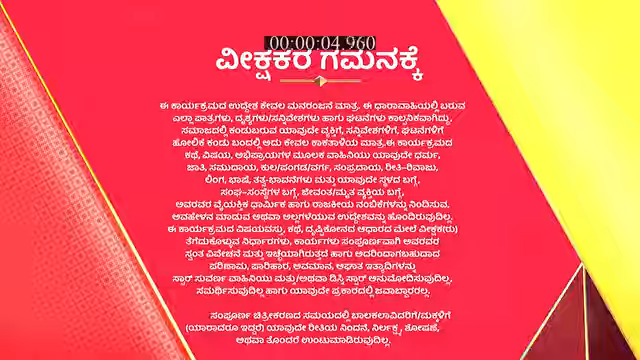 00:00:04.960
ವೀಕ್ಷಕರ ಗಮನಕ್ಕೆ
ಈ ಕಾರ್ಯಕ್ರಮದ ಉದ್ದೇಶ ಕೇವಲ ಮನರಂಜನೆ ಮಾತ್ರ. ಈ ಧಾರಾವಾಹಿಯಲ್ಲಿ ಬರುವ
ಎಲ್ಲಾ ಪಾತ್ರಗಳು, ದೃಶ್ಯಗಳು/ಸನ್ನಿವೇಶಗಳು ಹಾಗು ಘಟನೆಗಳು ಕಾಲ್ಪನಿಕವಾಗಿದ್ದು,
ಸಮಾಜದಲ್ಲಿ ಕಂಡುಬರುವ ಯಾವುದೇ ವ್ಯಕ್ತಿಗೆ, ಸನ್ನಿವೇಶಗಳಿಗೆ, ಘಟನೆಗಳಿಗೆ
ಹೋಲಿಕೆ ಕಂಡು ಬಂದಲ್ಲಿ ಅದು ಕೇವಲ ಕಾಕತಾಳಿಯ ಮಾತ್ರ.ಈ ಕಾರ್ಯಕ್ರಮದ
ಕಥೆ, ವಿಷಯ, ಅಭಿಪ್ರಾಯಗಳ ಮೂಲಕ ವಾಹಿನಿಯು ಯಾವುದೇ ಧರ್ಮ,
ಜಾತಿ, ಸಮುದಾಯ, ಕುಲ/ಪಂಗಡ/ವರ್ಗ, ಸಂಪ್ರದಾಯ, ರೀತಿ-ರಿವಾಜು,
ಲಿಂಗ, ಭಾಷೆ, ತತ್ವ-ಭಾವನೆಗಳು ಮತ್ತು ಯಾವುದೇ ಸ್ಥಳದ ಬಗ್ಗೆ,
ಸಂಘ-ಸಂಸ್ಥೆಗಳ ಬಗ್ಗೆ, ಜೀವಂತ/ಮೃತ ವ್ಯಕ್ತಿಯ ಬಗ್ಗೆ,
ಅವರವರ ವೈಯಕ್ತಿಕ ಧಾರ್ಮಿಕ ಹಾಗು ರಾಜಕೀಯ ನಂಬಿಕೆಗಳನ್ನು ನಿಂದಿಸುವ,
ಅವಹೇಳನ ಮಾಡುವ ಅಥವಾ ಅಲ್ಲಗಳೆಯುವ ಉದ್ದೇಶವನ್ನು ಹೊಂದಿರುವುದಿಲ್ಲ.
ಈ ಕಾರ್ಯಕ್ರಮದ ವಿಷಯವಸ್ತು, ಕಥೆ, ದೃಷ್ಟಿಕೋನದ ಆಧಾರದ ಮೇಲೆ ವೀಕ್ಷಕ(ರು)
ತೆಗೆದುಕೊಳ್ಳುವ ನಿರ್ಧಾರಗಳು, ಕಾರ್ಯಗಳು ಸಂಪೂರ್ಣವಾಗಿ ಅವರವರ
ಸ್ವಂತ ವಿವೇಚನೆ ಮತ್ತು ಇಚ್ಛೆಯಾಗಿರುತ್ತದೆ ಹಾಗು ಅದರಿಂದಾಗಬಹುದಾದ
ಪರಿಣಾಮ, ಪಾರಿಹಾರ, ಅವಮಾನ, ಆಘಾತ ಇತ್ಯಾದಿಗಳನ್ನು
ಸ್ಟಾರ್ ಸುವರ್ಣ ವಾಹಿನಿಯು ಮತ್ತು/ಅಥವಾ ಡಿಸ್ನಿ ಸ್ಟಾರ್ ಅನುಮೋದಿಸುವುದಿಲ್ಲ,
ಸಮರ್ಥಿಸುವುದಿಲ್ಲ ಹಾಗು ಯಾವುದೇ ಪ್ರಕಾರದಲ್ಲಿ ಜವಾಬ್ದಾರರಲ್ಲ.
ಸಂಪೂರ್ಣ ಚಿತ್ರೀಕರಣದ ಸಮಯದಲ್ಲಿ ಬಾಲಕಲಾವಿದರಿಗೆ/ಮಕ್ಕಳಿಗೆ
(ಯಾರಾದರೂ ಇದ್ದರೆ) ಯಾವುದೇ ರೀತಿಯ ನಿಂದನೆ, ನಿರ್ಲಕ್ಷ್ಯ, ಶೋಷಣೆ,
ಅಥವಾ ತೊಂದರೆ ಉಂಟುಮಾಡಿರುವುದಿಲ್ಲ.